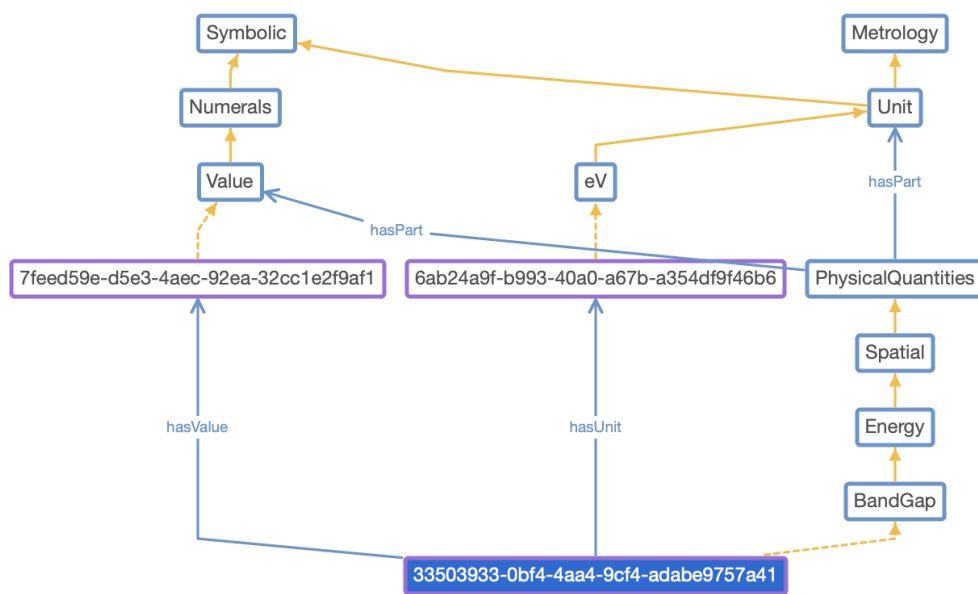 Symbolic
Metrology
Numerals
Unit
Value
eV
hasPart
hasPart
7feed59e-d5e3-4aec-92ea-32cc1e2f9af1
6ab24a9f-b993-40a0-a67b-a354df9f46b6
PhysicalQuantities
Spatial
hasValue
hasUnit
Energy
BandGap
33503933-0bf4-4aa4-9cf4-adabe9757a41